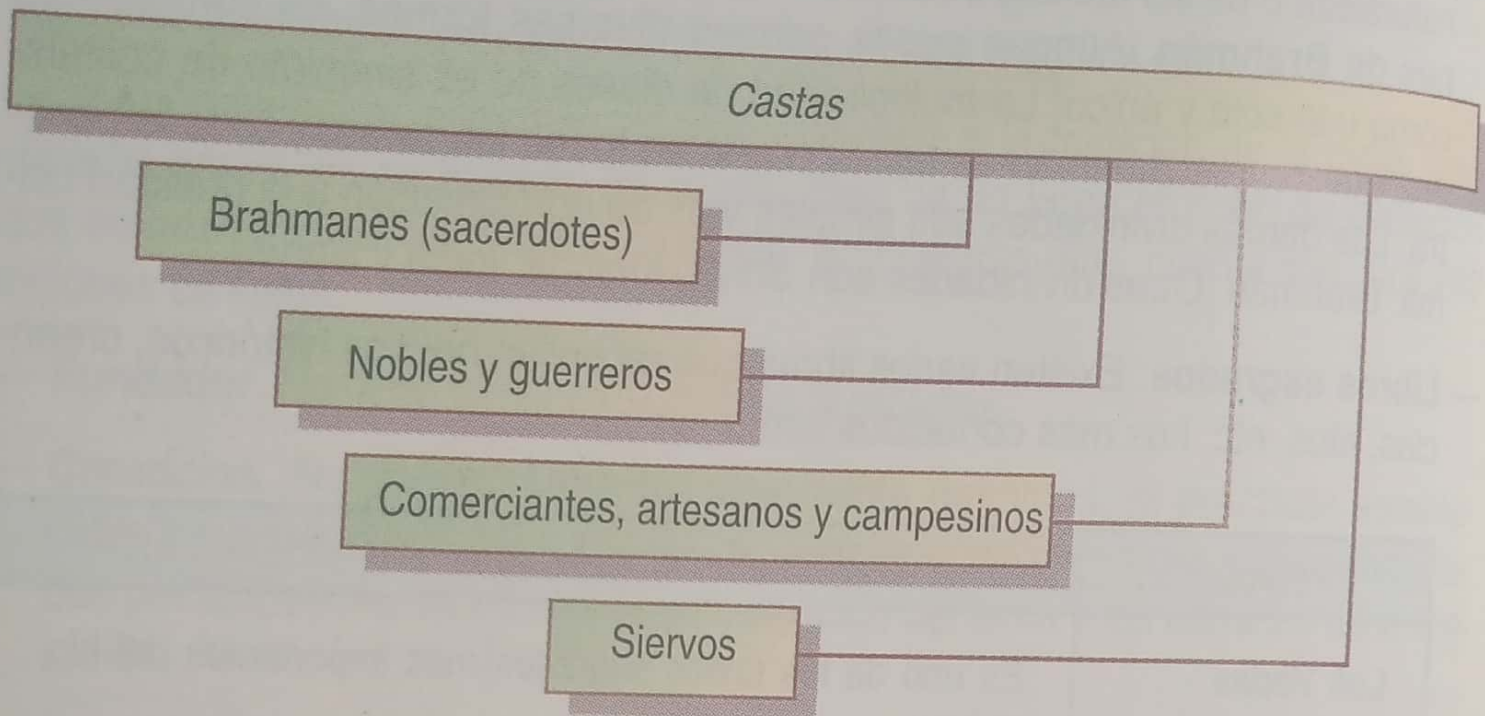 Castas
Brahmanes (sacerdotes)
Nobles y guerreros
Comerciantes, artesanos y campesinos
Siervos